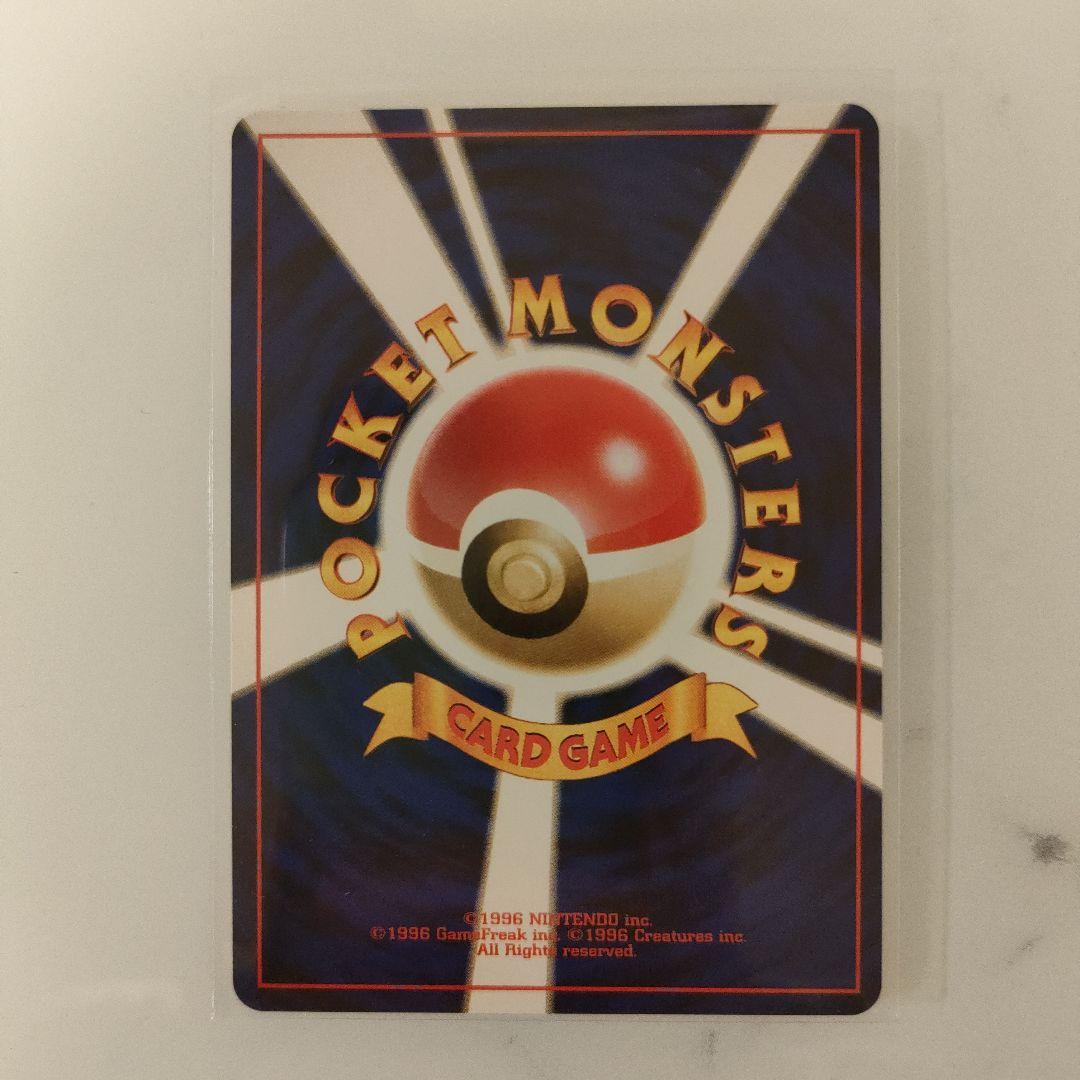 POCKET MONSTERS
CARD GAME
©1996 NINTENDO inc.
©1996 GameFreak inc. ©1996 Creatures inc.
All Rights reserved.